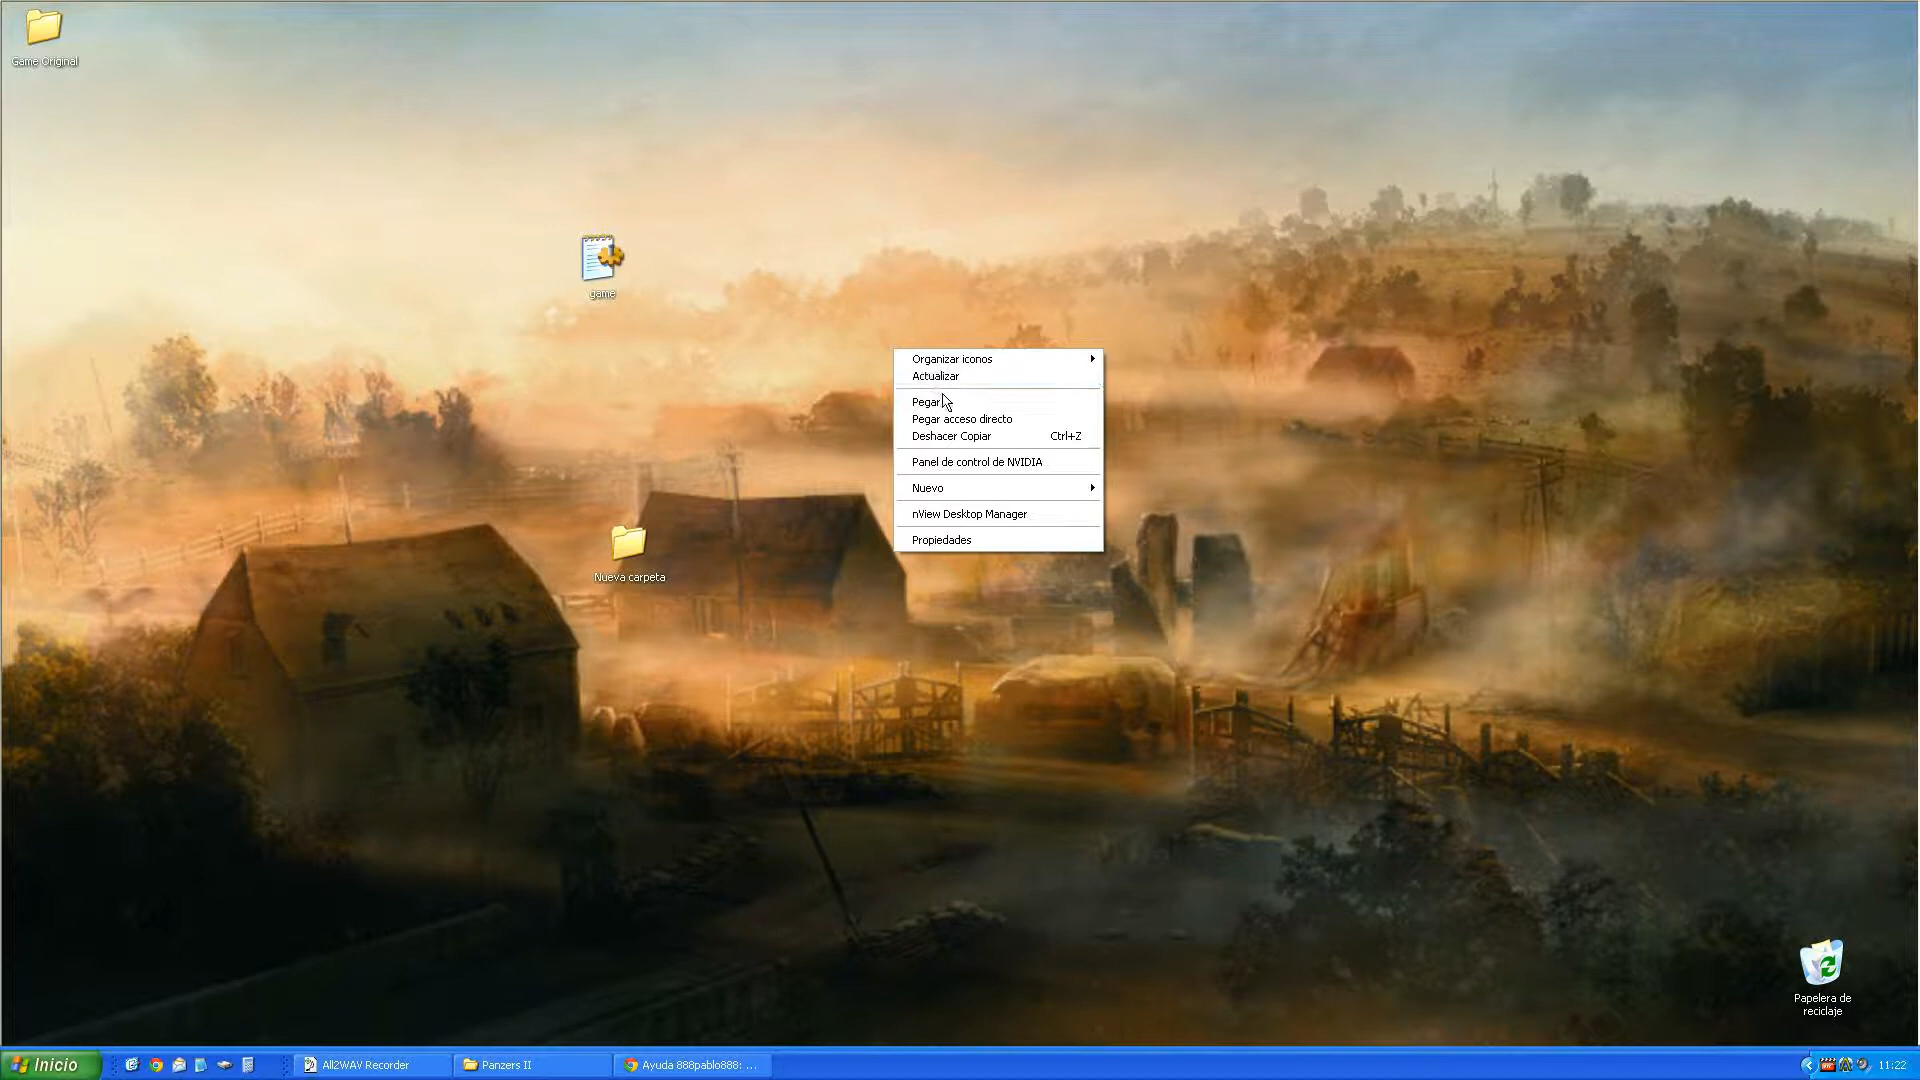 Game Original
game
Organizar iconos
Actualizar
Pegar
Pegar acceso directo
Deshacer Copiar Ctrl+Z
Panel de control de NVIDIA
Nuevo
nView Desktop Manager
Propiedades
Nueva carpeta
Papelera de
reciclaje
Inicio
All2WAV Recorder
Panzers II
Ayuda 888pablo888: ...
11:22